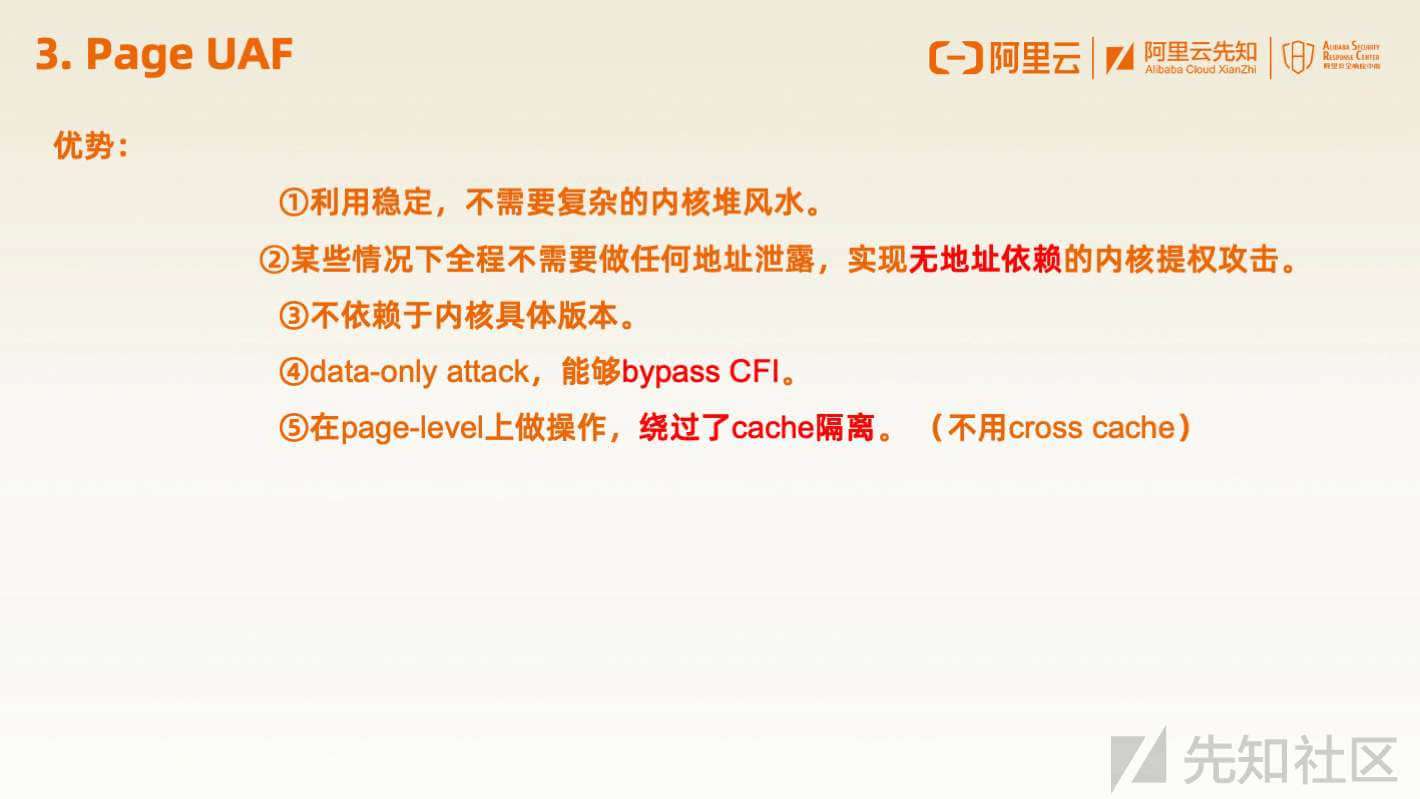 3. Page UAF
阿里云
阿里云先知
Alibaba Cloud XianZhi
ALIBABA SECURITY
RESPONSE CENTER
阿里安全响应中心
优势：
①利用稳定，不需要复杂的内核堆风水。
②某些情况下全程不需要做任何地址泄露，实现无地址依赖的内核提权攻击。
③不依赖于内核具体版本。
④data-only attack，能够bypass CFI。
⑤在page-level上做操作，绕过了cache隔离。（不用cross cache）
先知社区